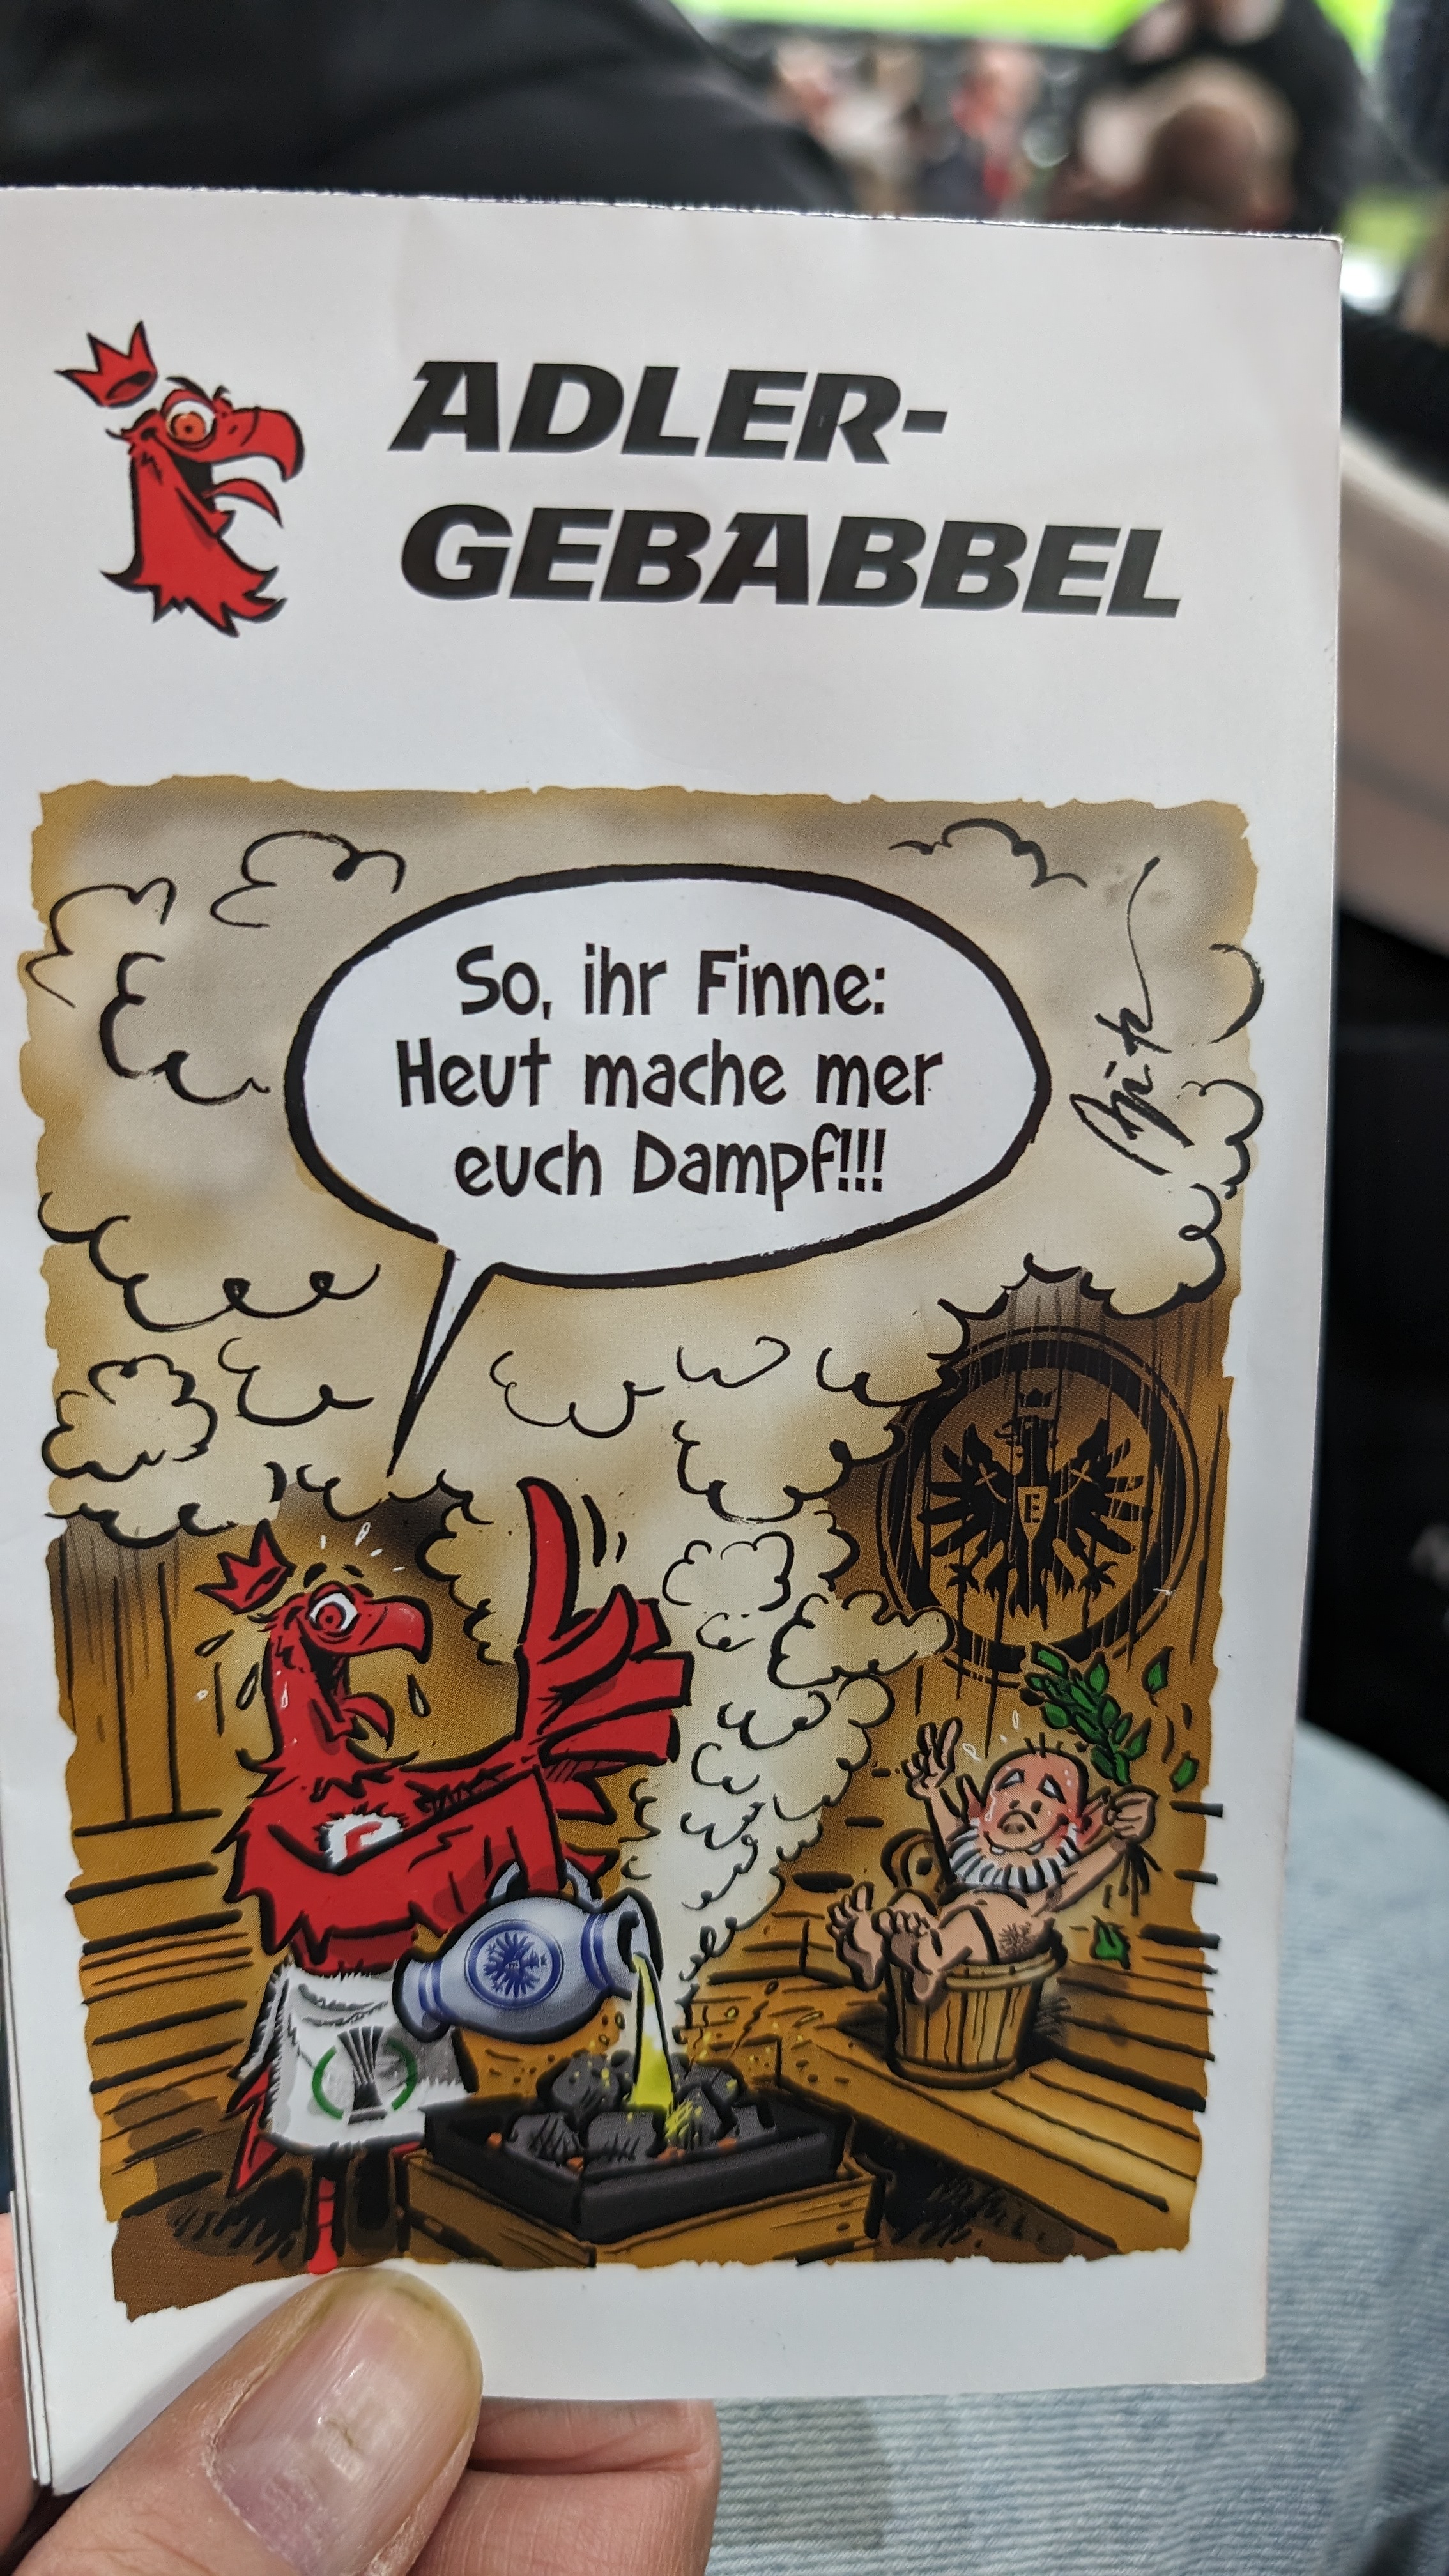 ADLER-
GEBABBEL
So, ihr Finne:
Heut mache mer
euch Dampf!!!
E